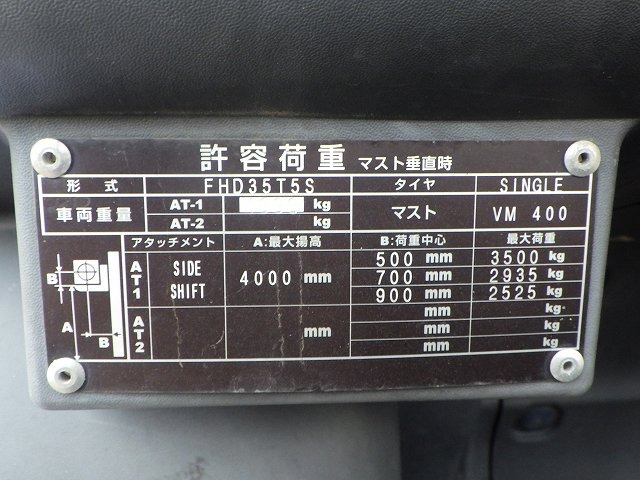 許容荷重 マスト垂直時
形式 FHD35T5S タイヤ SINGLE
車両重量 AT-1 kg マスト VM 400
AT-2 kg
アタッチメント A:最大揚高 B:荷重中心 最大荷重
B A B AT1 SIDE SHIFT 4000 mm 500 mm 3500 kg
700 mm 2935 kg
900 mm 2525 kg
AT2 mm mm kg
mm kg
mm kg